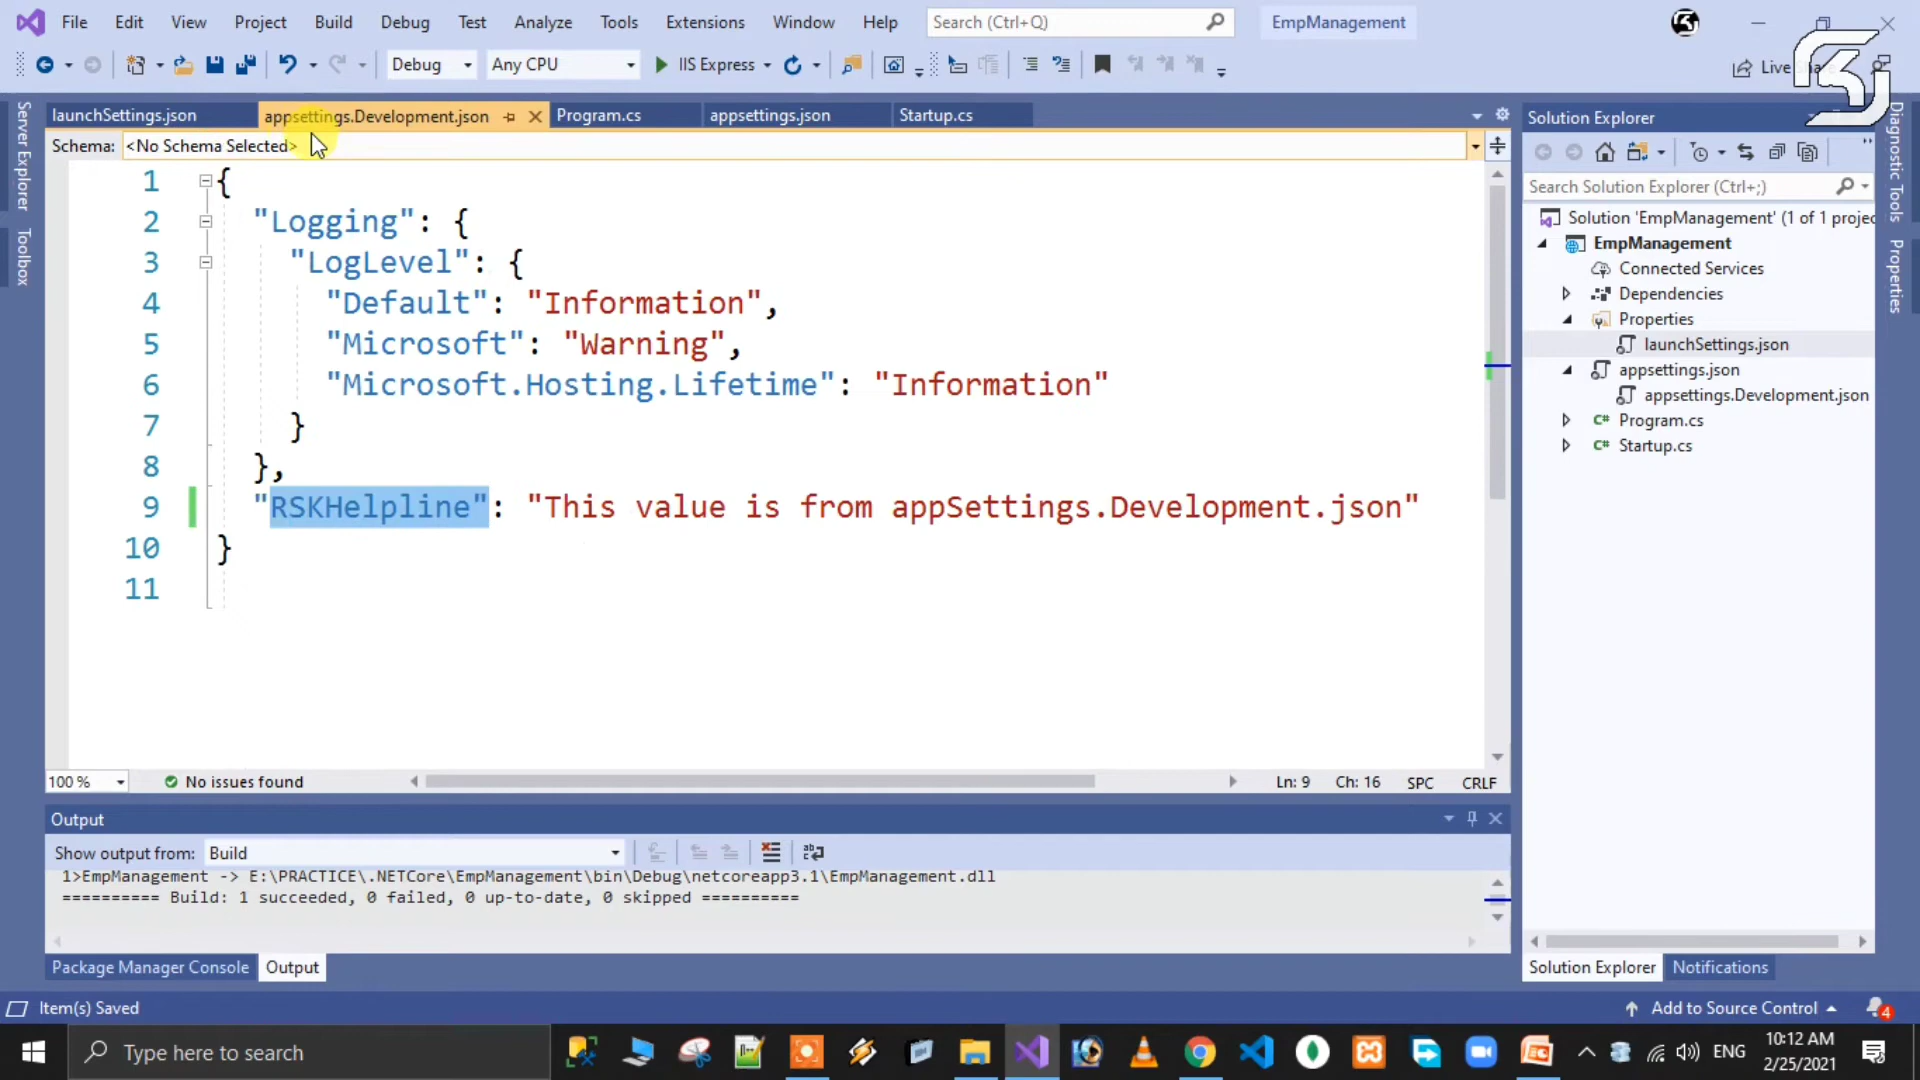 File Edit View Project Build Debug Test Analyze Tools Extensions Window Help Search (Ctrl+Q) EmpManagement
Debug Any CPU IIS Express Live
launchSettings.json appsettings.Development.json Program.cs appsettings.json Startup.cs
Schema: <No Schema Selected>
Server Explorer
Toolbox
1 {
2 "Logging": {
3 "LogLevel": {
4 "Default": "Information",
5 "Microsoft": "Warning",
6 "Microsoft.Hosting.Lifetime": "Information"
7 }
8 },
9 "RSKHelpline": "This value is from appSettings.Development.json"
10 }
11
100 % No issues found Ln: 9 Ch: 16 SPC CRLF
Output
Show output from: Build
1>EmpManagement -> E:\PRACTICE\.NETCore\EmpManagement\bin\Debug\netcoreapp3.1\EmpManagement.dll
========== Build: 1 succeeded, 0 failed, 0 up-to-date, 0 skipped ==========
Package Manager Console Output
Solution Explorer
Search Solution Explorer (Ctrl+;)
Solution 'EmpManagement' (1 of 1 projec
EmpManagement
Connected Services
Dependencies
Properties
launchSettings.json
appsettings.json
appsettings.Development.json
C# Program.cs
C# Startup.cs
Solution Explorer Notifications
Diagnostic Tools
Properties
Item(s) Saved Add to Source Control 4
Type here to search ENG 10:12 AM
2/25/2021